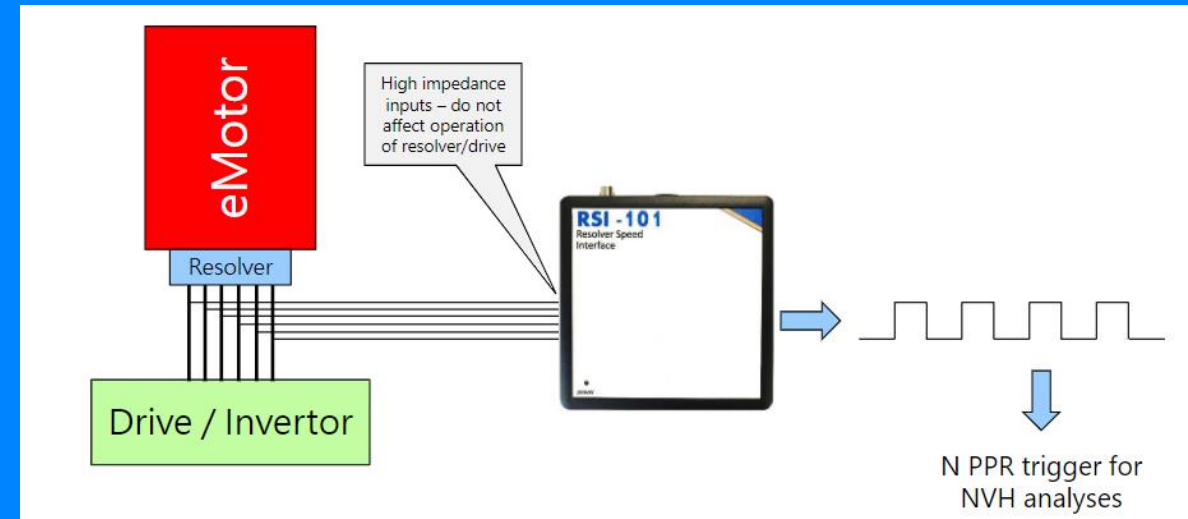 eMotor
Resolver
Drive / Invertor
High impedance
inputs – do not
affect operation
of resolver/drive
RSI -101
Resolver Speed
Interface
power
N PPR trigger for
NVH analyses